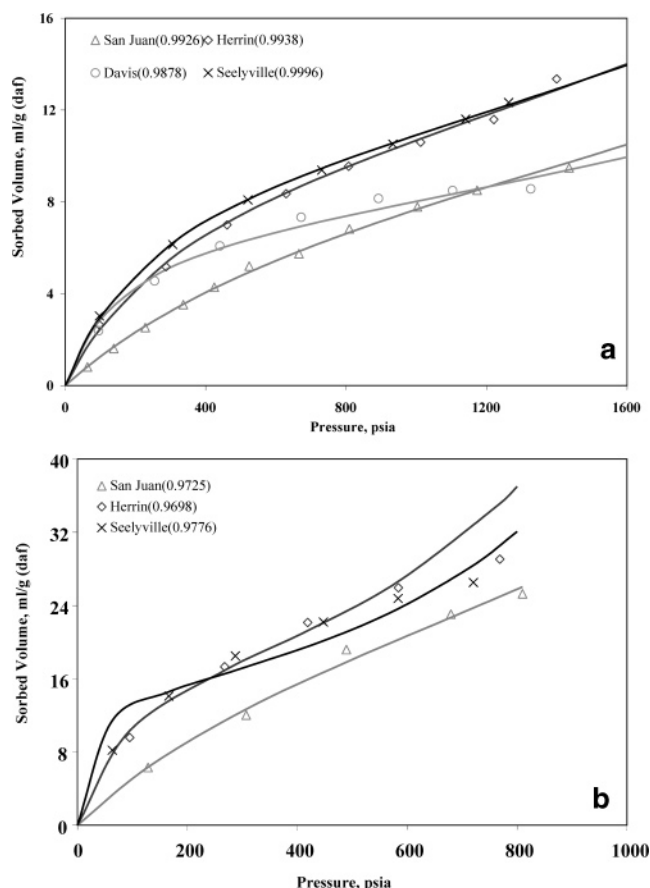 16
San Juan(0.9926) Herrin(0.9938)
Davis(0.9878) Seelyville(0.9996)
12
8
4
0
Sorbed Volume, ml/g (daf)
a
0 400 800 1200 1600
Pressure, psia
40
San Juan(0.9725)
Herrin(0.9698)
Seelyville(0.9776)
32
24
16
8
0
Sorbed Volume, ml/g (daf)
b
0 200 400 600 800 1000
Pressure, psia